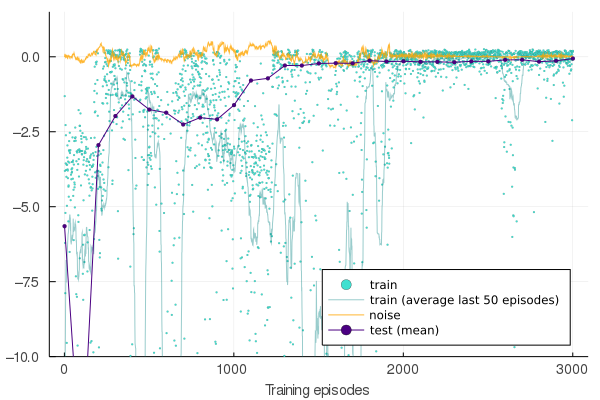 0.0
−2.5
−5.0
−7.5
−10.0
0
1000
2000
3000
Training episodes
train
train (average last 50 episodes)
noise
test (mean)